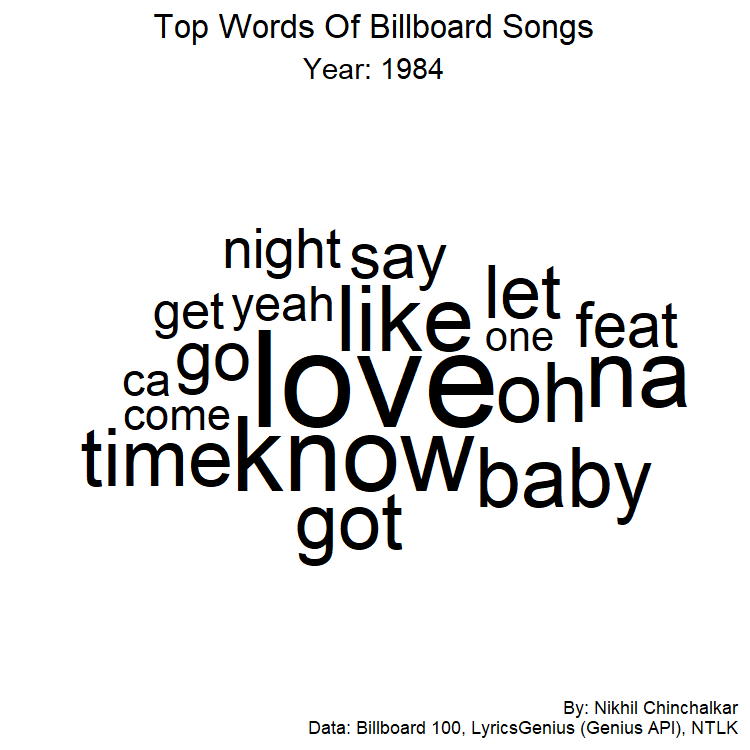 Top Words Of Billboard Songs
Year: 1984
night say
get yeah like let one feat
ca go love oh na
come
time know baby
got
By: Nikhil Chinchalkar
Data: Billboard 100, LyricsGenius (Genius API), NTLK